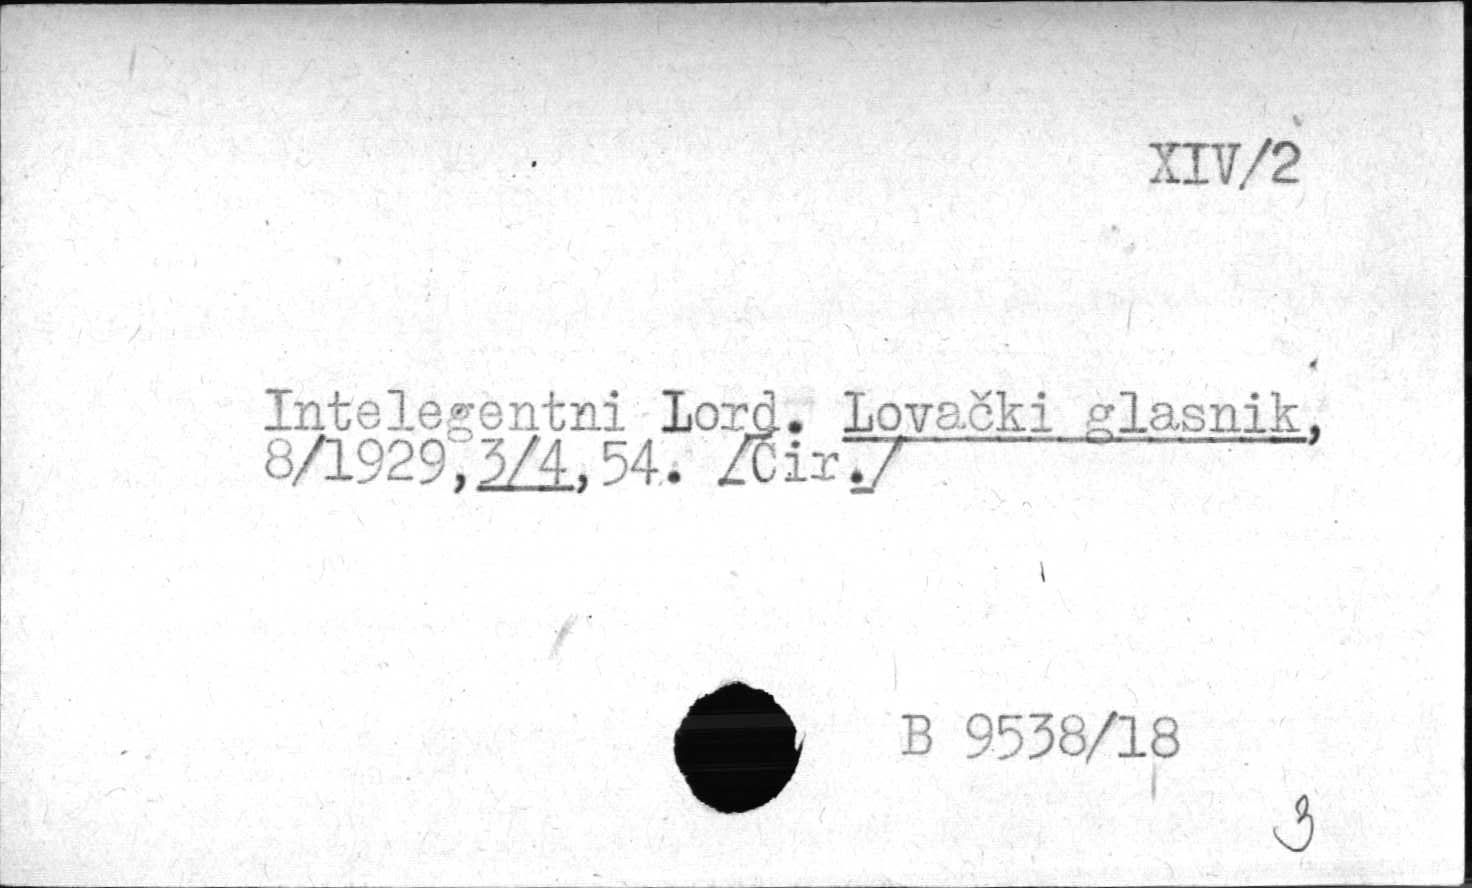 XIV/2
Intelegentni Lord. Lovački glasnik,
8/1929,3/4,54. /Cir./
B 9538/18
3